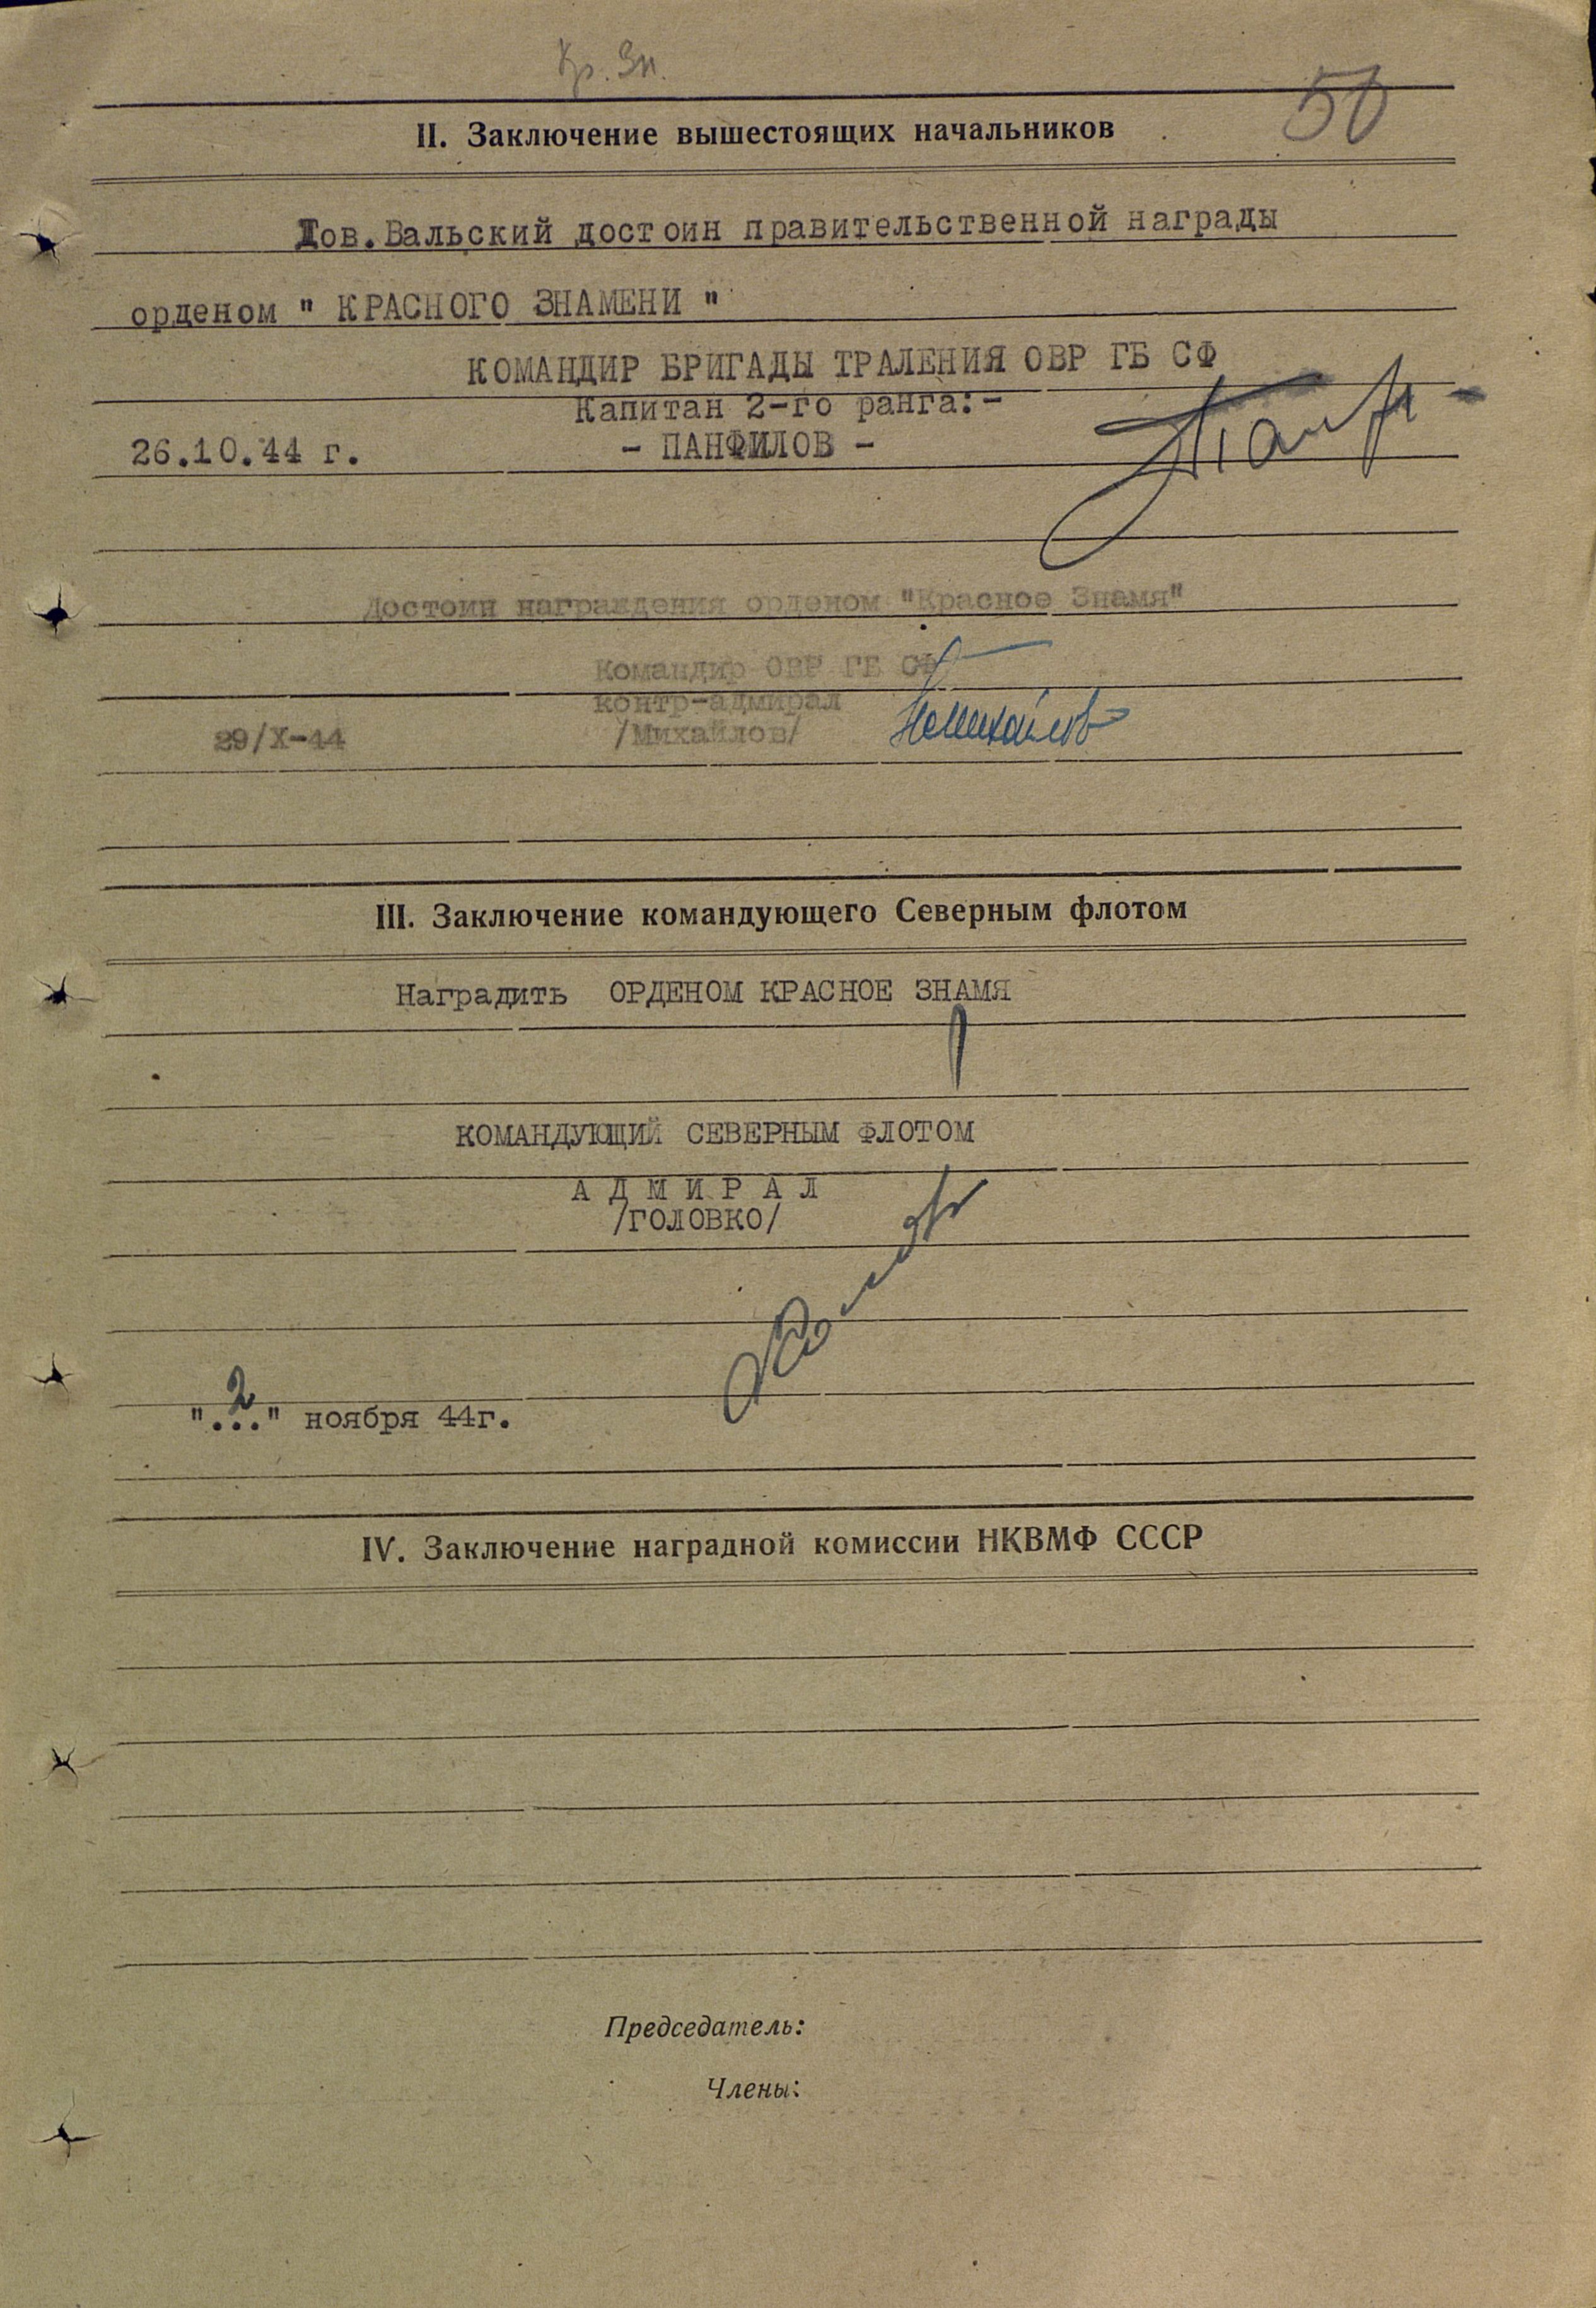 Кр. Зн.
50
II. Заключение вышестоящих начальников
Тов.Вальский достоин правительственной награды
орденом " КРАСНОГО ЗНАМЕНИ "
КОМАНДИР БРИГАДЫ ТРАЛЕНИЯ ОВР ГБ СФ
Капитан 2-го ранга:-
26.10.44 г. - ПАНФИЛОВ -
Достоин награждения орденом "Красное Знамя"
Командир ОВР ГБ СФ
контр-адмирал
29/X-44 /Михайлов/
III. Заключение командующего Северным флотом
Наградить ОРДЕНОМ КРАСНОЕ ЗНАМЯ
КОМАНДУЮЩИЙ СЕВЕРНЫМ ФЛОТОМ
А Д М И Р А Л
/ГОЛОВКО/
".2.." ноября 44г.
IV. Заключение наградной комиссии НКВМФ СССР
Председатель:
Члены: